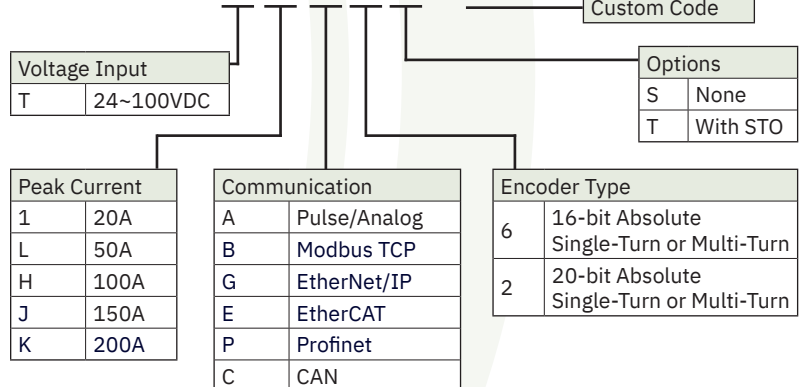 Custom Code
Voltage Input
T 24~100VDC
Options
S None
T With STO
Peak Current
1 20A
L 50A
H 100A
J 150A
K 200A
Communication
A Pulse/Analog
B Modbus TCP
G EtherNet/IP
E EtherCAT
P Profinet
C CAN
Encoder Type
6 16-bit Absolute
Single-Turn or Multi-Turn
2 20-bit Absolute
Single-Turn or Multi-Turn